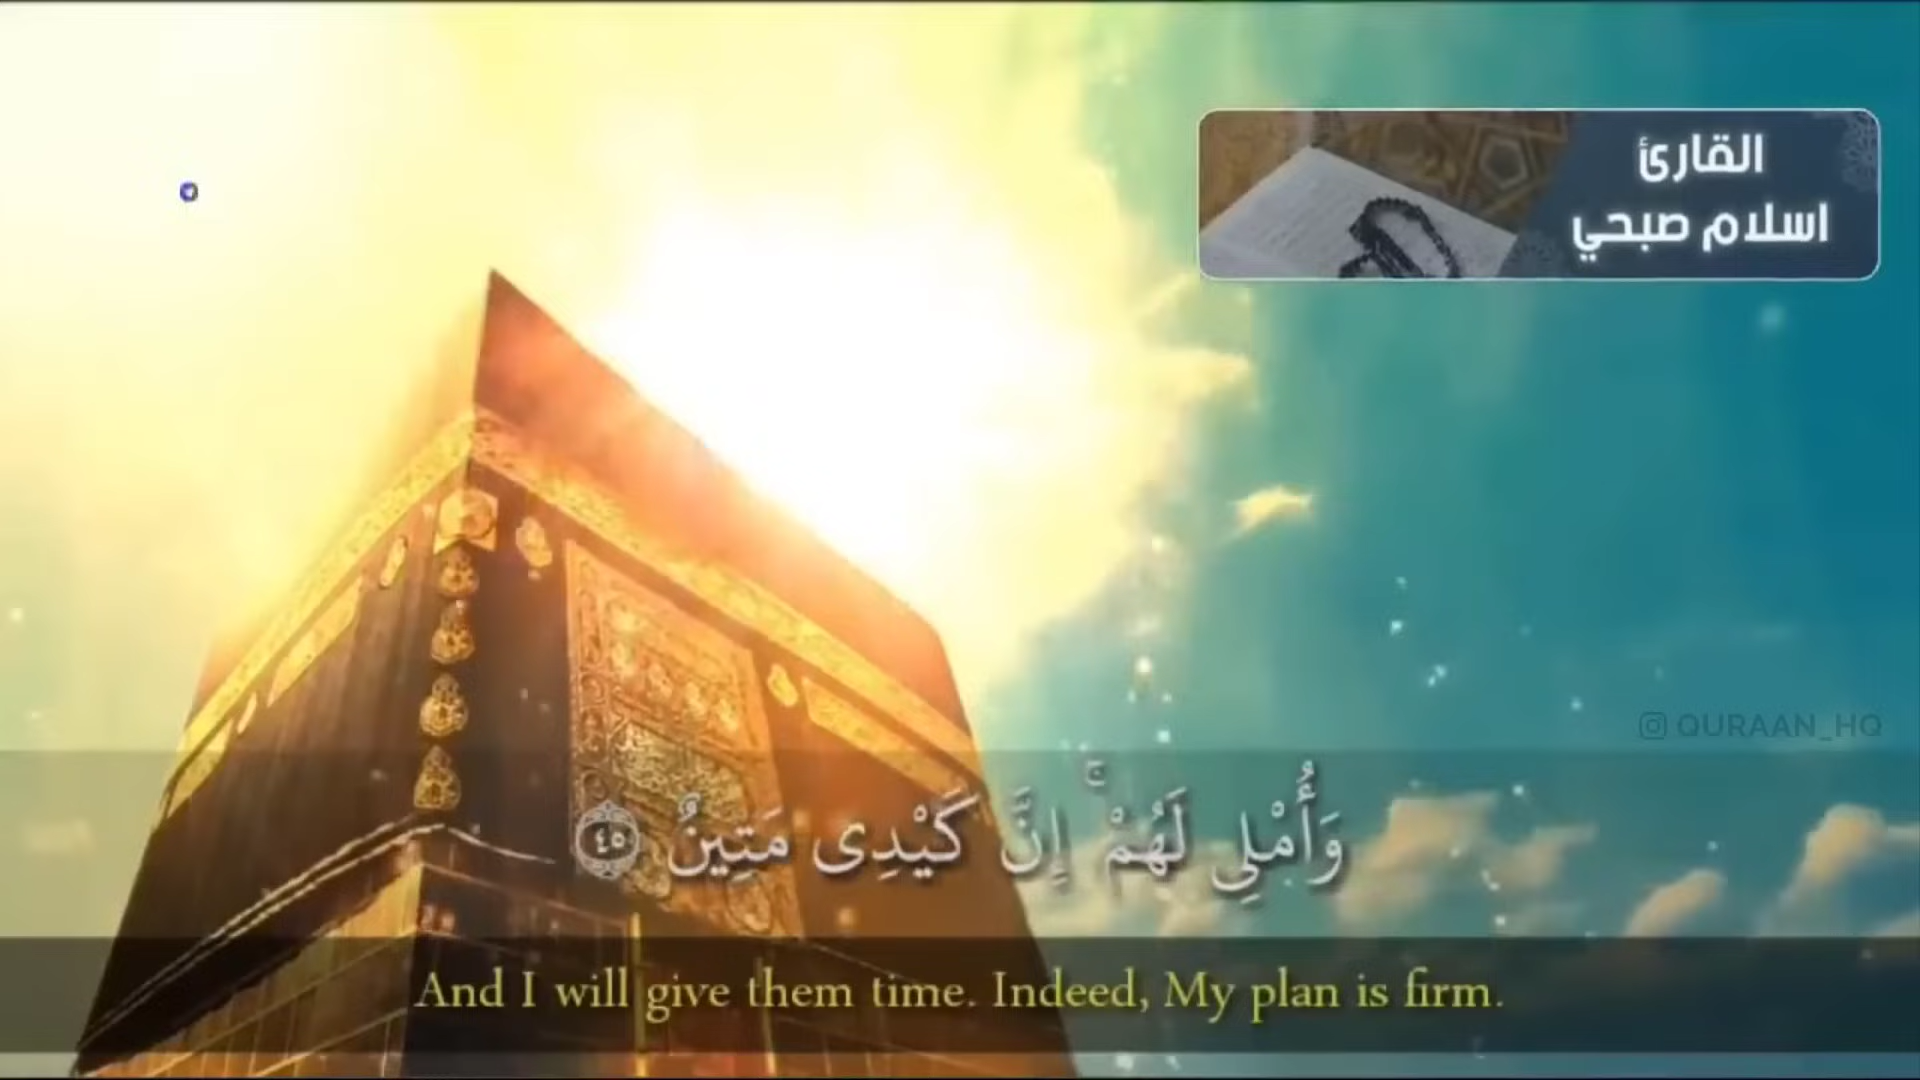 القارئ
اسلام صبحي
QURAAN_HQ
وَأُمْلِى لَهُمْ ۚ إِنَّ كَيْدِى مَتِينٌ ٤٥
And I will give them time. Indeed, My plan is firm.